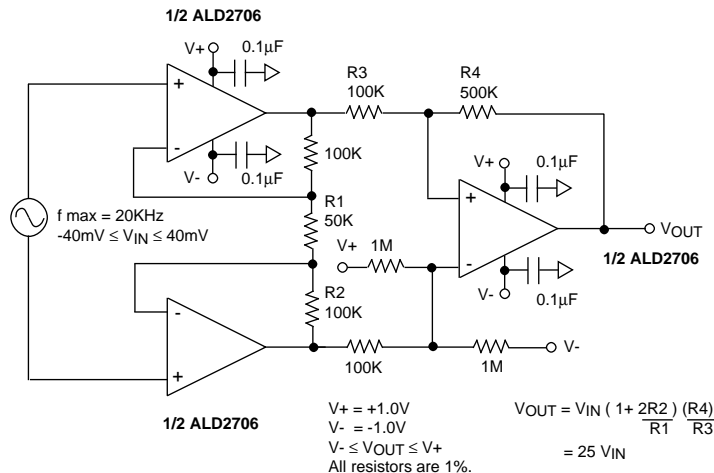 1/2 ALD2706
V+
0.1µF
+
-
V-
0.1µF
R3
100K
R4
500K
100K
R1
50K
f max = 20KHz
-40mV ≤ VIN ≤ 40mV
V+
1M
V+
0.1µF
+
-
VOUT
1/2 ALD2706
V-
0.1µF
R2
100K
-
+
100K
1M
V-
1/2 ALD2706
V+ = +1.0V
V- = -1.0V
V- ≤ VOUT ≤ V+
All resistors are 1%.
VOUT = VIN ( 1+ 2R2 ) (R4)
R1 R3
= 25 VIN